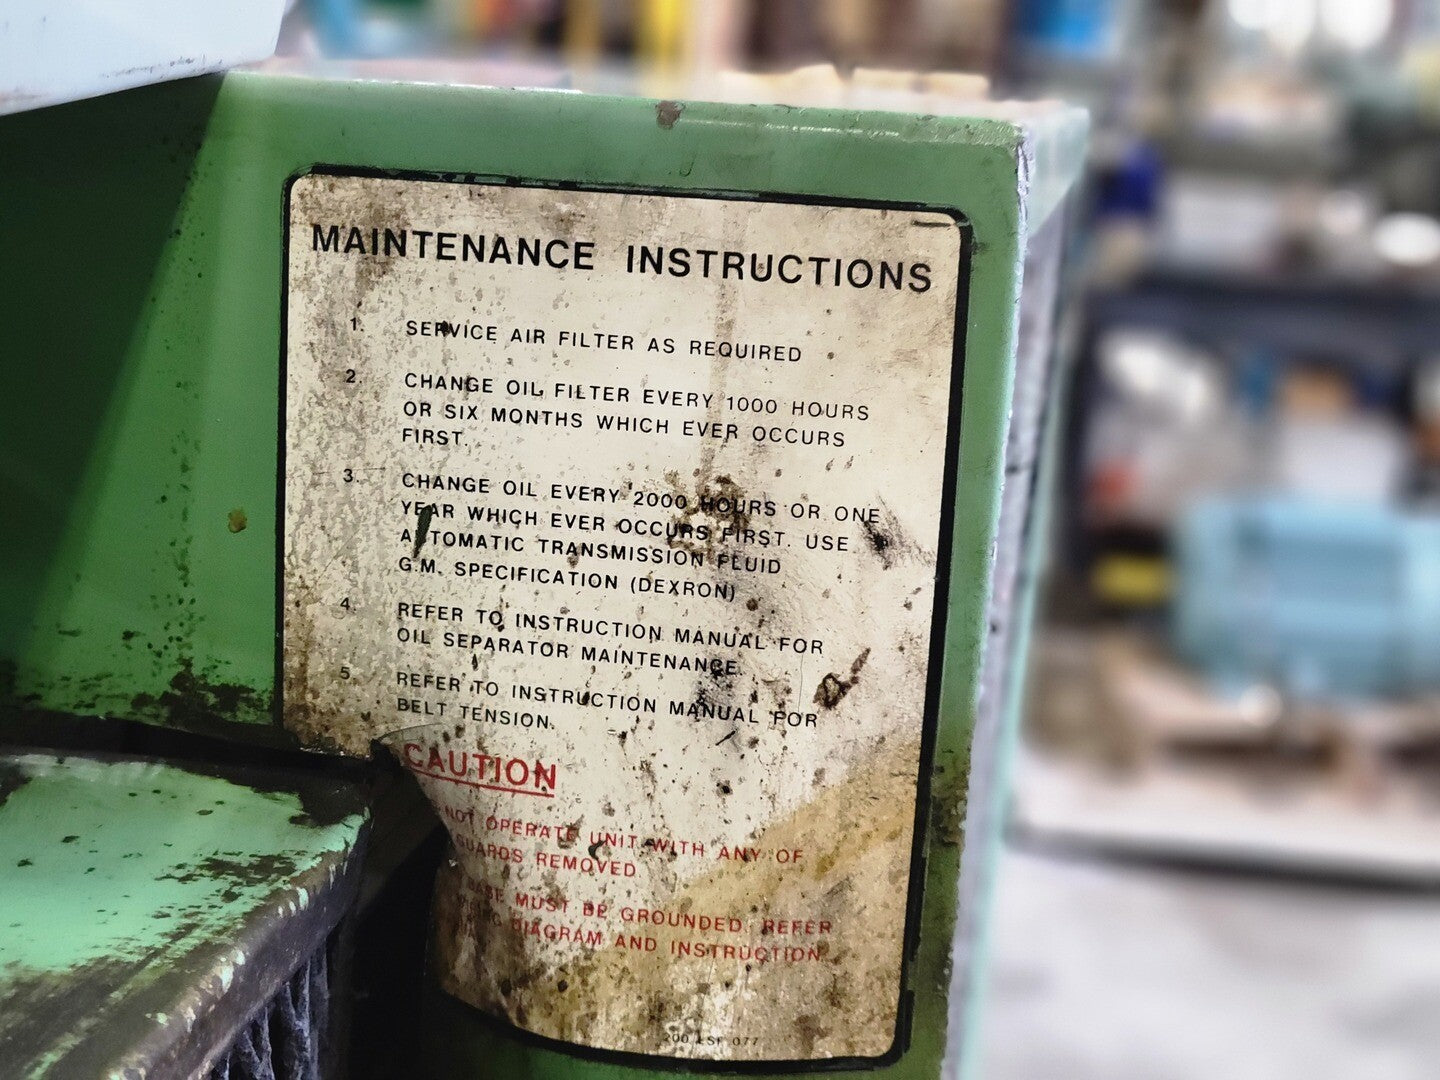 MAINTENANCE INSTRUCTIONS
1. SERVICE AIR FILTER AS REQUIRED
2. CHANGE OIL FILTER EVERY 1000 HOURS
OR SIX MONTHS WHICH EVER OCCURS
FIRST.
3. CHANGE OIL EVERY 2000 HOURS OR ONE
YEAR WHICH EVER OCCURS FIRST. USE
AUTOMATIC TRANSMISSION FLUID
G.M. SPECIFICATION (DEXRON)
4. REFER TO INSTRUCTION MANUAL FOR
OIL SEPARATOR MAINTENANCE
5. REFER TO INSTRUCTION MANUAL FOR
BELT TENSION.
CAUTION
NOT OPERATE UNIT WITH ANY OF
GUARDS REMOVED
MUST BE GROUNDED. REFER
DIAGRAM AND INSTRUCTION
077